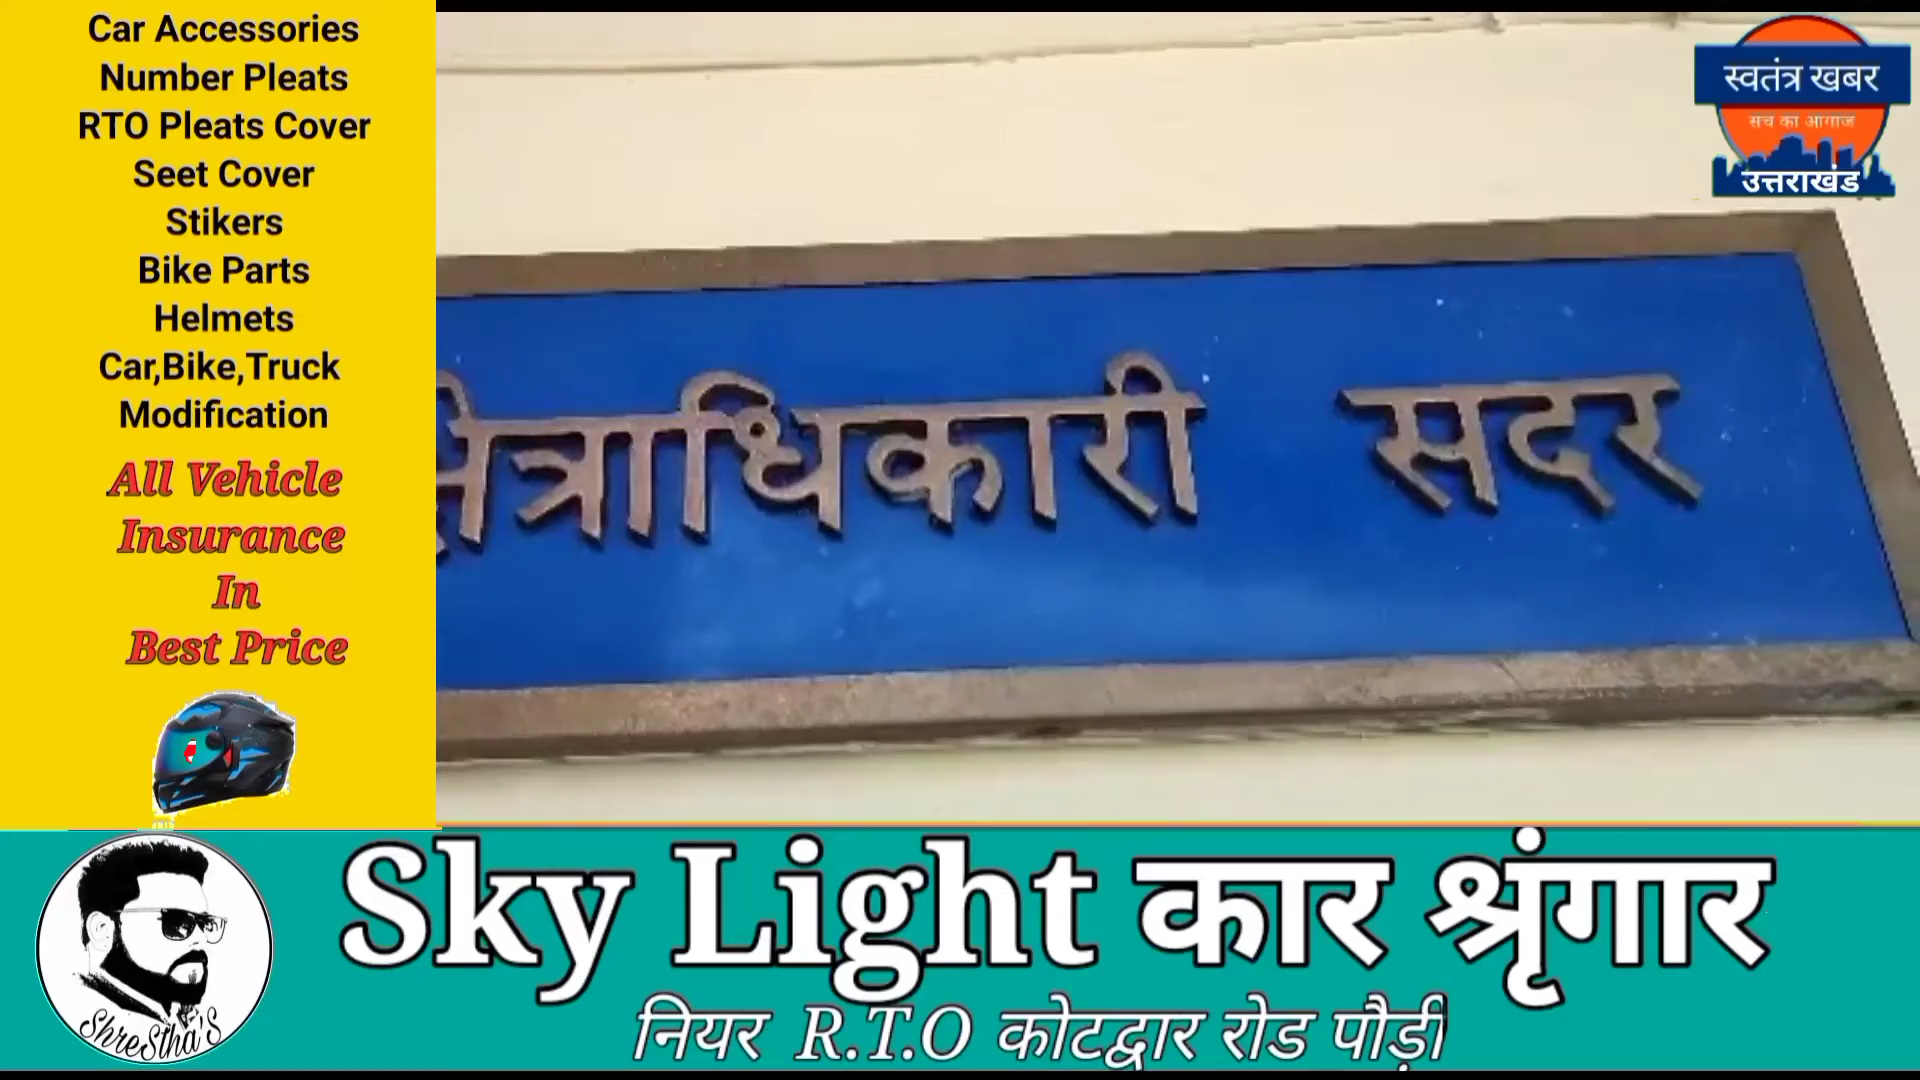 Car Accessories
Number Pleats
RTO Pleats Cover
Seet Cover
Stikers
Bike Parts
Helmets
Car,Bike,Truck
Modification
All Vehicle
Insurance
In
Best Price
स्वतंत्र खबर
सच का आगाज
उत्तराखंड
क्षेत्राधिकारी सदर
Sky Light कार श्रृंगार
नियर R.T.O कोटद्वार रोड पौड़ी
ShreStha'S